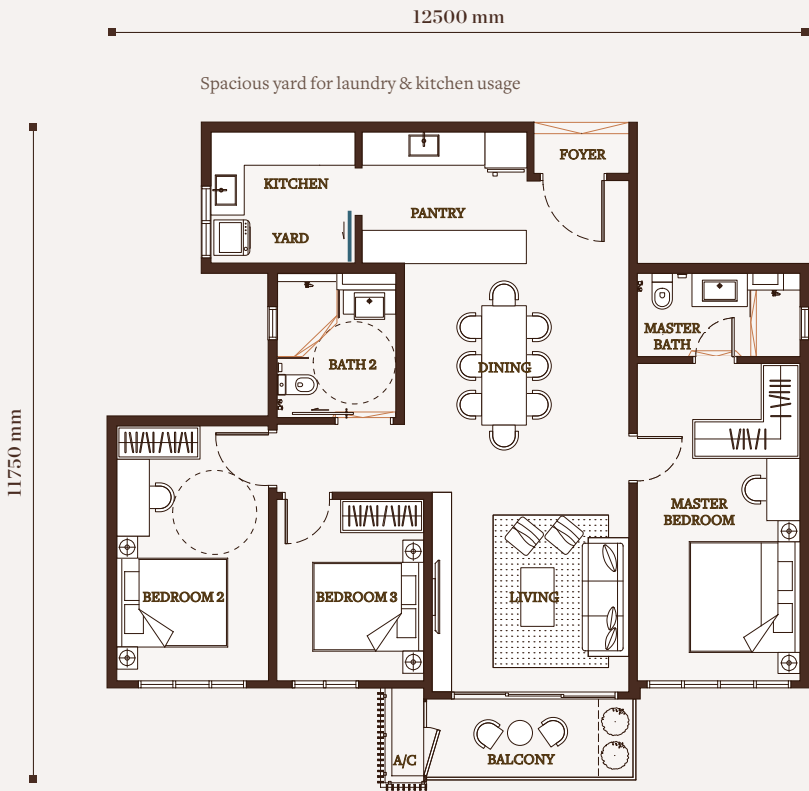 12500 mm
Spacious yard for laundry & kitchen usage
FOYER
KITCHEN
PANTRY
YARD
MASTER
BATH
BATH 2
DINING
11750 mm
MASTER
BEDROOM
BEDROOM 2
BEDROOM 3
LIVING
A/C
BALCONY